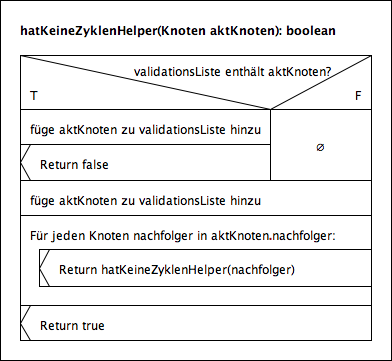 hatKeineZyklenHelper(Knoten aktKnoten): boolean
validationsListe enthält aktKnoten?
T
F
füge aktKnoten zu validationsListe hinzu
∅
Return false
füge aktKnoten zu validationsListe hinzu
Für jeden Knoten nachfolger in aktKnoten.nachfolger:
Return hatKeineZyklenHelper(nachfolger)
Return true